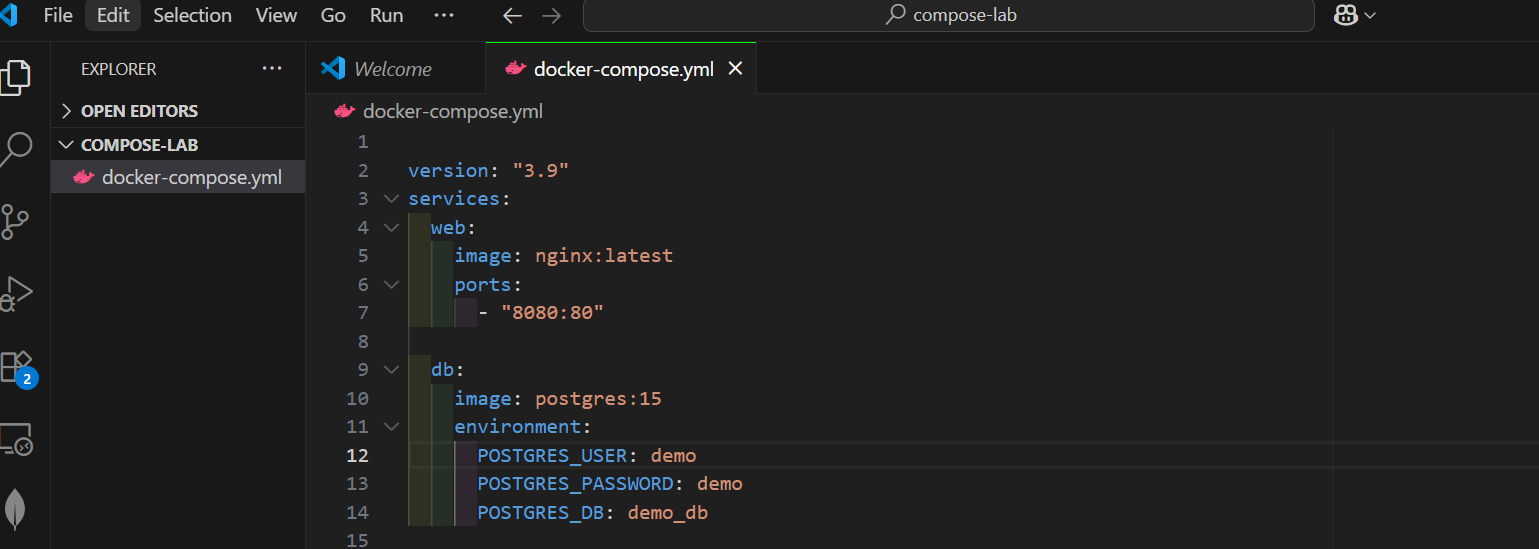 File Edit Selection View Go Run ··· compose-lab
EXPLORER ···
OPEN EDITORS
COMPOSE-LAB
docker-compose.yml
2
Welcome docker-compose.yml
docker-compose.yml
1
2 version: "3.9"
3 services:
4 web:
5 image: nginx:latest
6 ports:
7 - "8080:80"
8
9 db:
10 image: postgres:15
11 environment:
12 POSTGRES_USER: demo
13 POSTGRES_PASSWORD: demo
14 POSTGRES_DB: demo_db
15